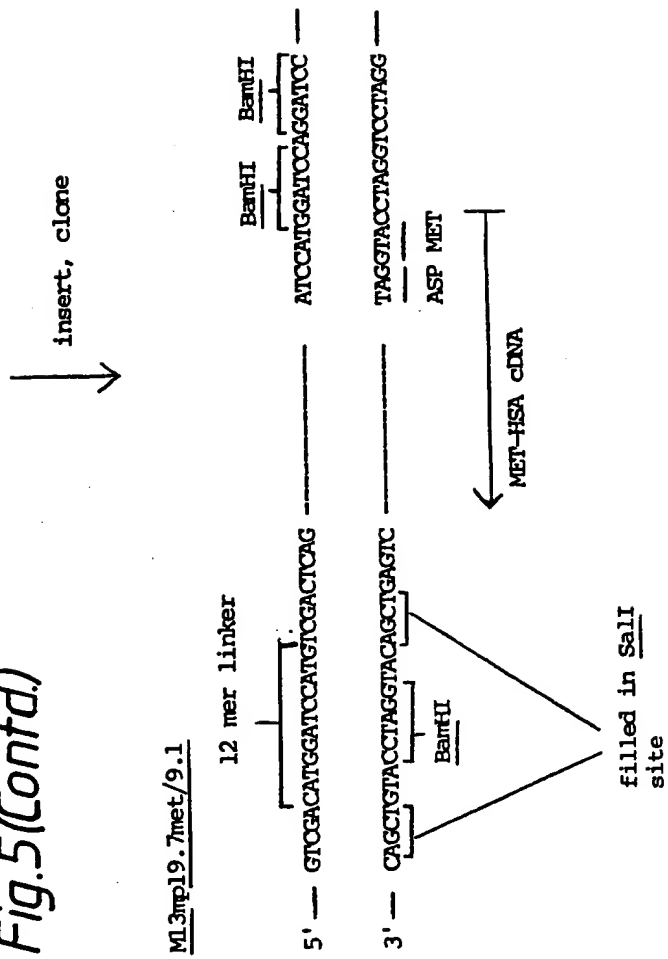 Fig.5(Contd.)
insert, clone
M13mp19.7met/9.1
12 mer linker
BamHI BamHI
5' — GTCGACATGGATCCATGTCGACTCAG ATCCATGGATCCAGGATCC —
3' — CAGCTGTACCTAGGTACAGCTGAGTC TAGGTACCTAGGTCCTAGG —
BamHI
ASP MET
MET-HSA cDNA
filled in SalI
site